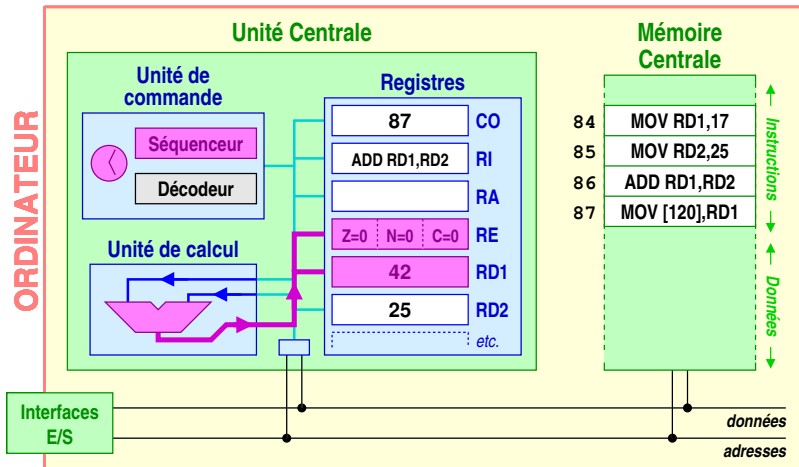 ORDINATEUR
Unité Centrale
Unité de
commande
Séquenceur
Décodeur
Unité de calcul
Registres
87 CO
ADD RD1,RD2 RI
RA
Z=0 N=0 C=0 RE
42 RD1
25 RD2
etc.
Mémoire
Centrale
84 MOV RD1,17
85 MOV RD2,25
86 ADD RD1,RD2
87 MOV [120],RD1
Instructions
Données
Interfaces
E/S
données
adresses